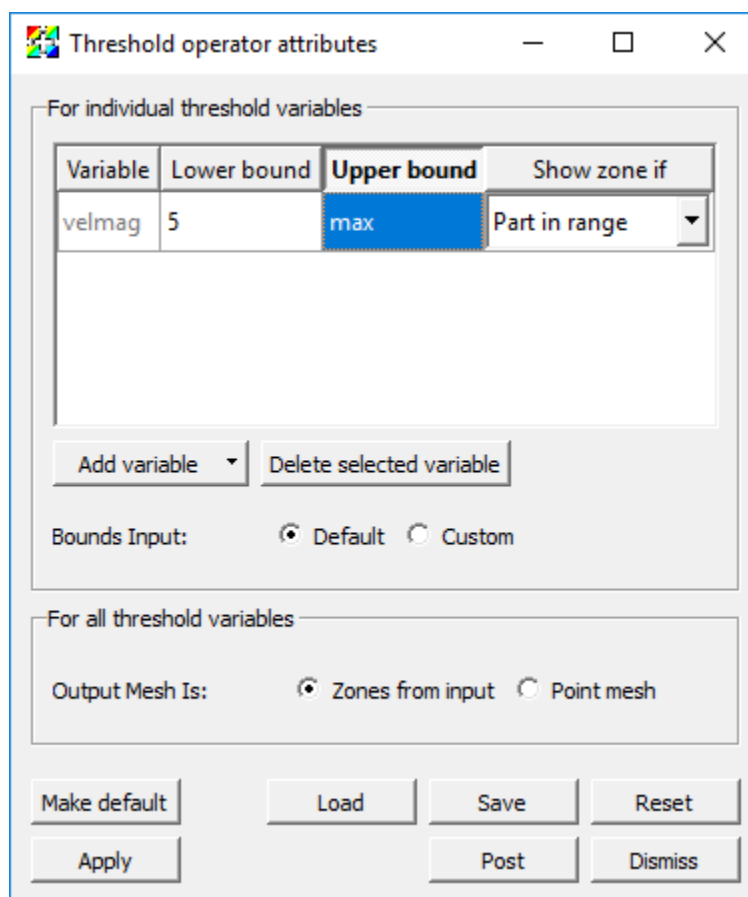 Threshold operator attributes
For individual threshold variables
Variable Lower bound Upper bound Show zone if
velmag 5 max Part in range
Add variable Delete selected variable
Bounds Input: Default Custom
For all threshold variables
Output Mesh Is: Zones from input Point mesh
Make default Load Save Reset
Apply Post Dismiss